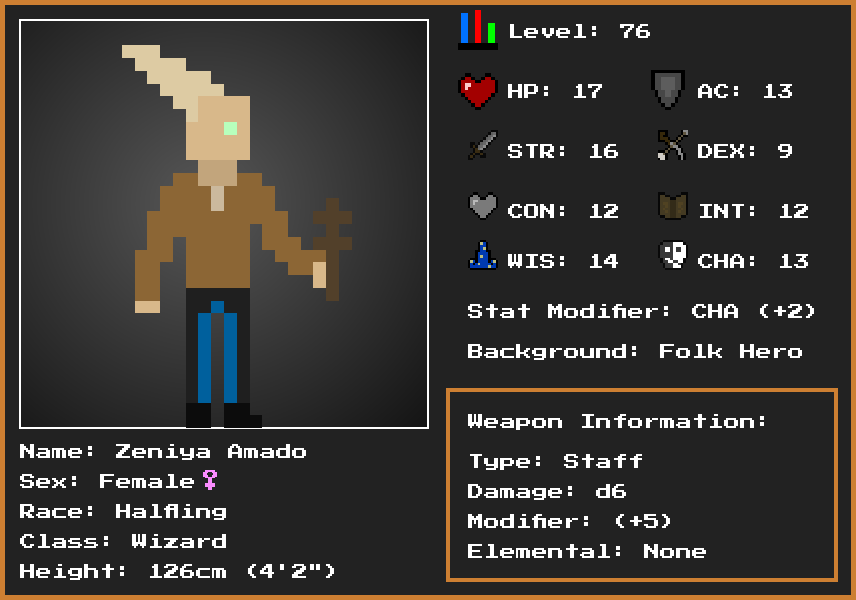 Level: 76
HP: 17
AC: 13
STR: 16
DEX: 9
CON: 12
INT: 12
WIS: 14
CHA: 13
Stat Modifier: CHA (+2)
Background: Folk Hero
Weapon Information:
Type: Staff
Damage: d6
Modifier: (+5)
Elemental: None
Name: Zeniya Amado
Sex: Female♀
Race: Halfling
Class: Wizard
Height: 126cm (4'2")